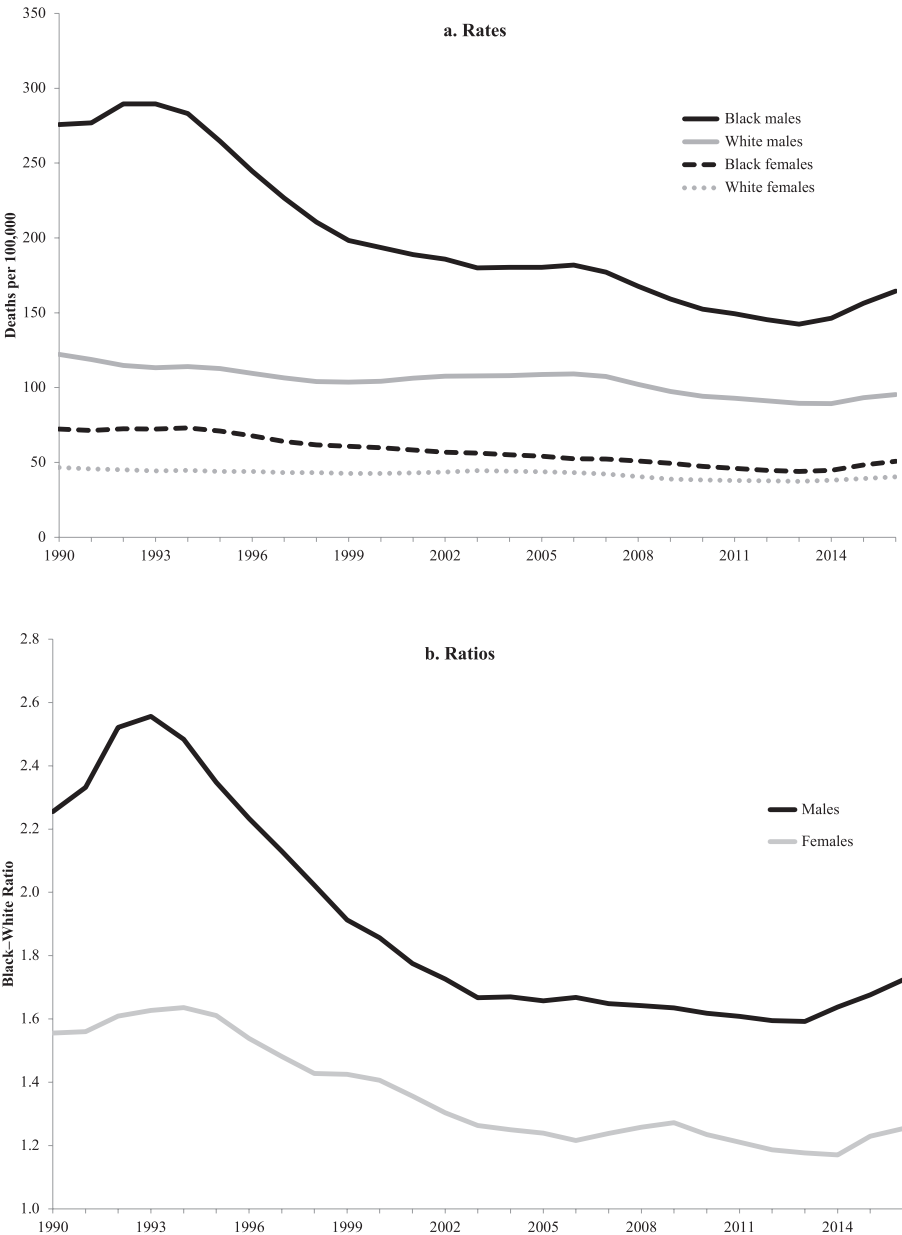 a. Rates
350
300
250
200
150
100
50
0
Deaths per 100,000
Black males
White males
Black females
White females
1990 1993 1996 1999 2002 2005 2008 2011 2014
b. Ratios
2.8
2.6
2.4
2.2
2.0
1.8
1.6
1.4
1.2
1.0
Black–White Ratio
Males
Females
1990 1993 1996 1999 2002 2005 2008 2011 2014